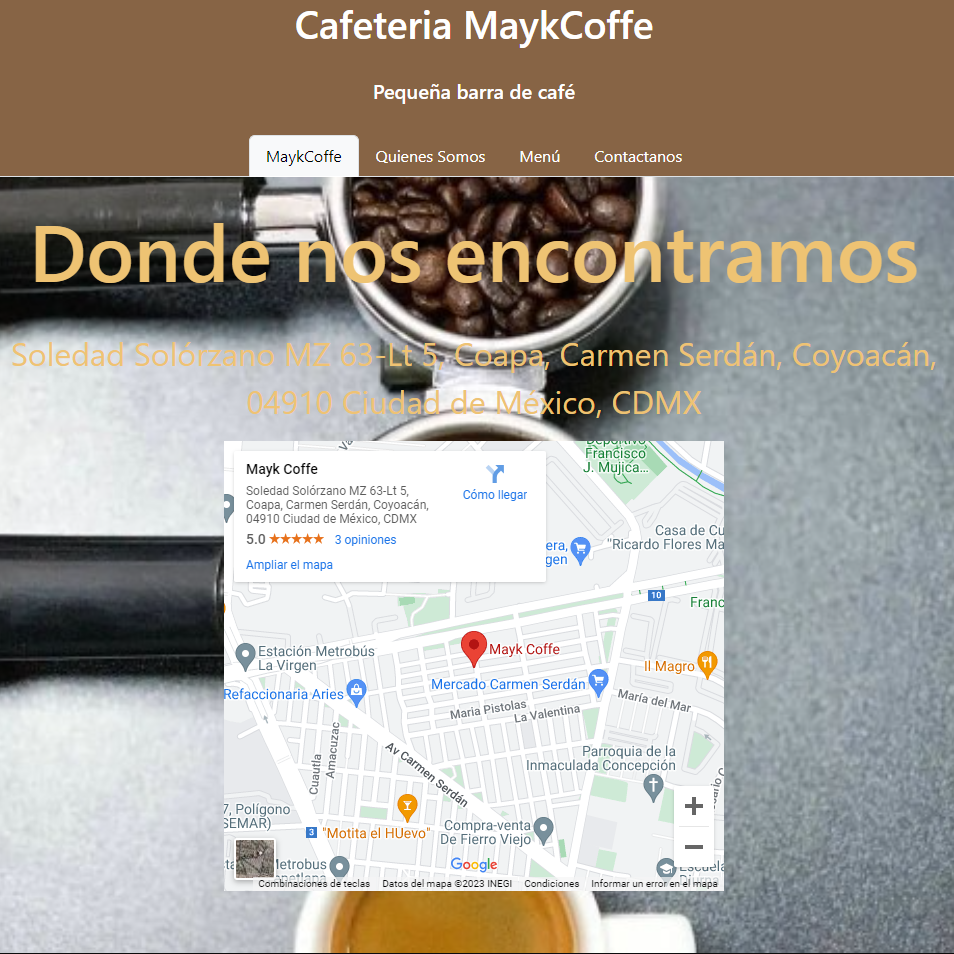 Cafeteria MaykCoffe
Pequeña barra de café
MaykCoffe
Quienes Somos
Menú
Contactanos
Donde nos encontramos
Soledad Solórzano MZ 63-Lt 5, Coapa, Carmen Serdán, Coyoacán,
04910 Ciudad de México, CDMX
Mayk Coffe
Soledad Solórzano MZ 63-Lt 5,
Coapa, Carmen Serdán, Coyoacán,
04910 Ciudad de México, CDMX
5.0 ★★★★★ 3 opiniones
Ampliar el mapa
Cómo llegar
Deportivo
Francisco
J. Mujica...
Casa de Cu
"Ricardo Flores Ma
era,
gen
10
Franc
Estación Metrobús
La Virgen
Mayk Coffe
Il Magro
Refaccionaria Aries
Mercado Carmen Serdán
María del Mar
Maria Pistolas
La Valentina
Cuautla
Amacuzac
Av Carmen Serdán
Parroquia de la
Inmaculada Concepción
7, Polígono
SEMAR)
3
"Motita el HUevo"
Compra-venta
De Fierro Viejo
Metrobus
Escuela
Diurna
Google
Combinaciones de teclas
Datos del mapa ©2023 INEGI
Condiciones
Informar un error en el mapa